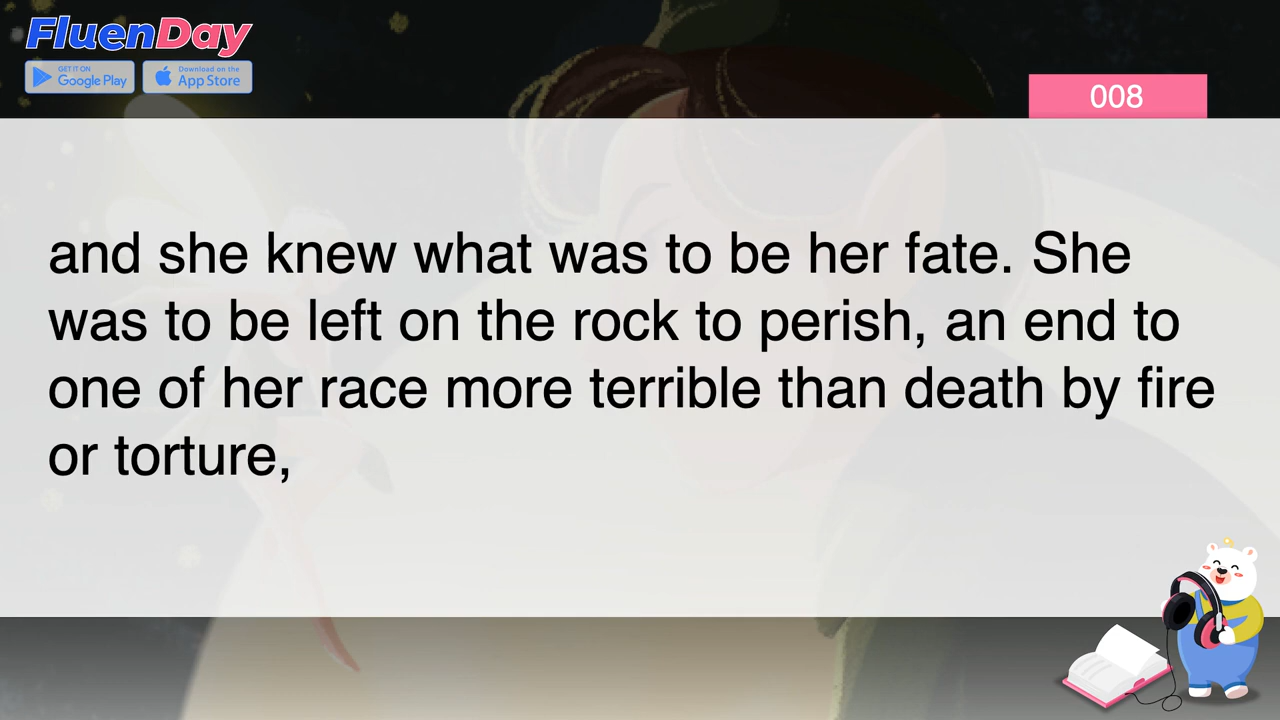 FluenDay
GET IT ON
Google Play
Download on the
App Store
008
and she knew what was to be her fate. She
was to be left on the rock to perish, an end to
one of her race more terrible than death by fire
or torture,